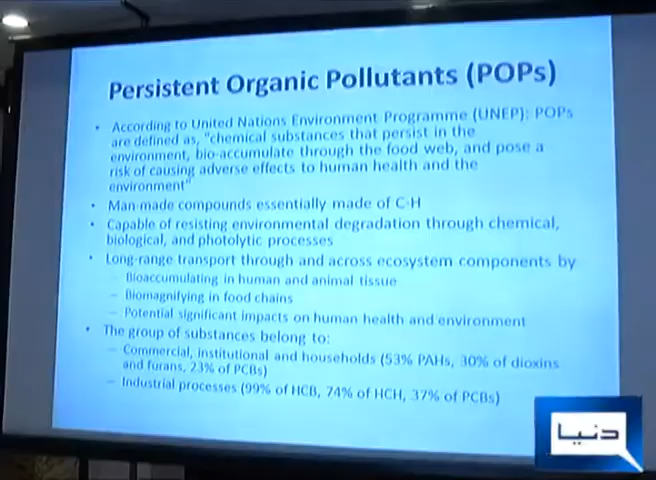 Persistent Organic Pollutants (POPs)
• According to United Nations Environment Programme (UNEP): POPs
are defined as, "chemical substances that persist in the
environment, bio-accumulate through the food web, and pose a
risk of causing adverse effects to human health and the
environment"
• Man-made compounds essentially made of C-H
• Capable of resisting environmental degradation through chemical,
biological, and photolytic processes
• Long-range transport through and across ecosystem components by
– Bioaccumulating in human and animal tissue
– Biomagnifying in food chains
– Potential significant impacts on human health and environment
• The group of substances belong to:
– Commercial, institutional and households (53% PAHs, 30% of dioxins
and furans, 23% of PCBs)
– Industrial processes (99% of HCB, 74% of HCH, 37% of PCBs)
دنیا